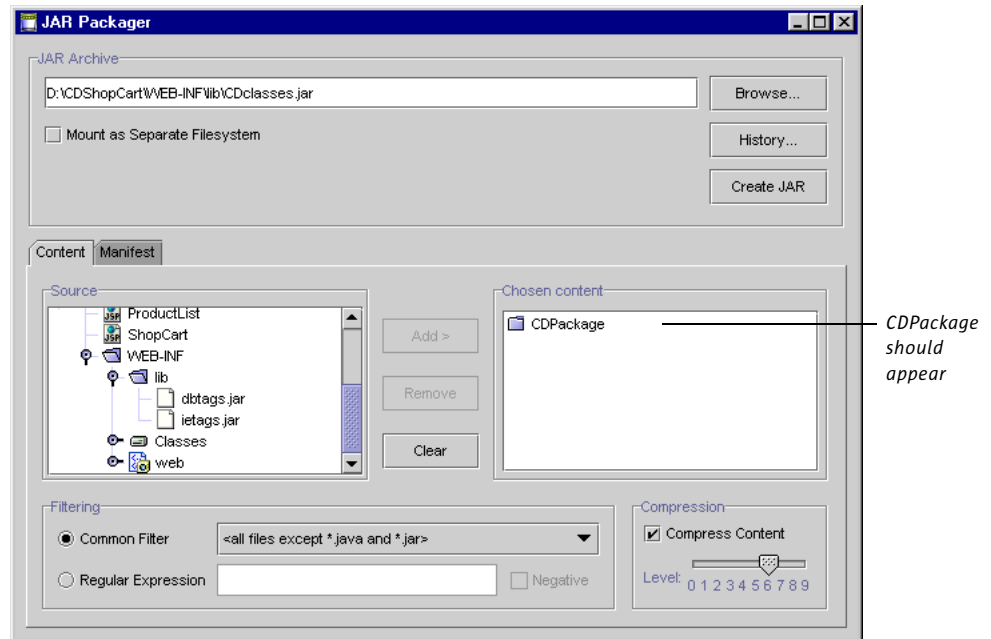 JAR Packager
JAR Archive
D:\CDShopCart\WEB-INF\lib\CDclasses.jar
Browse...
Mount as Separate Filesystem
History...
Create JAR
Content
Manifest
Source
ProductList
ShopCart
WEB-INF
lib
dbtags.jar
ietags.jar
Classes
web
Add >
Remove
Clear
Chosen content
CDPackage
CDPackage
should
appear
Filtering
Common Filter
<all files except *.java and *.jar>
Regular Expression
Negative
Compression
Compress Content
Level: 0 1 2 3 4 5 6 7 8 9